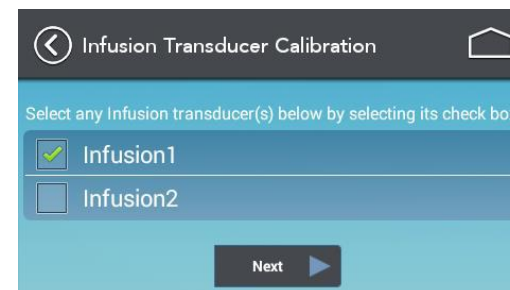 Infusion Transducer Calibration
Select any Infusion transducer(s) below by selecting its check bo
Infusion1
Infusion2
Next